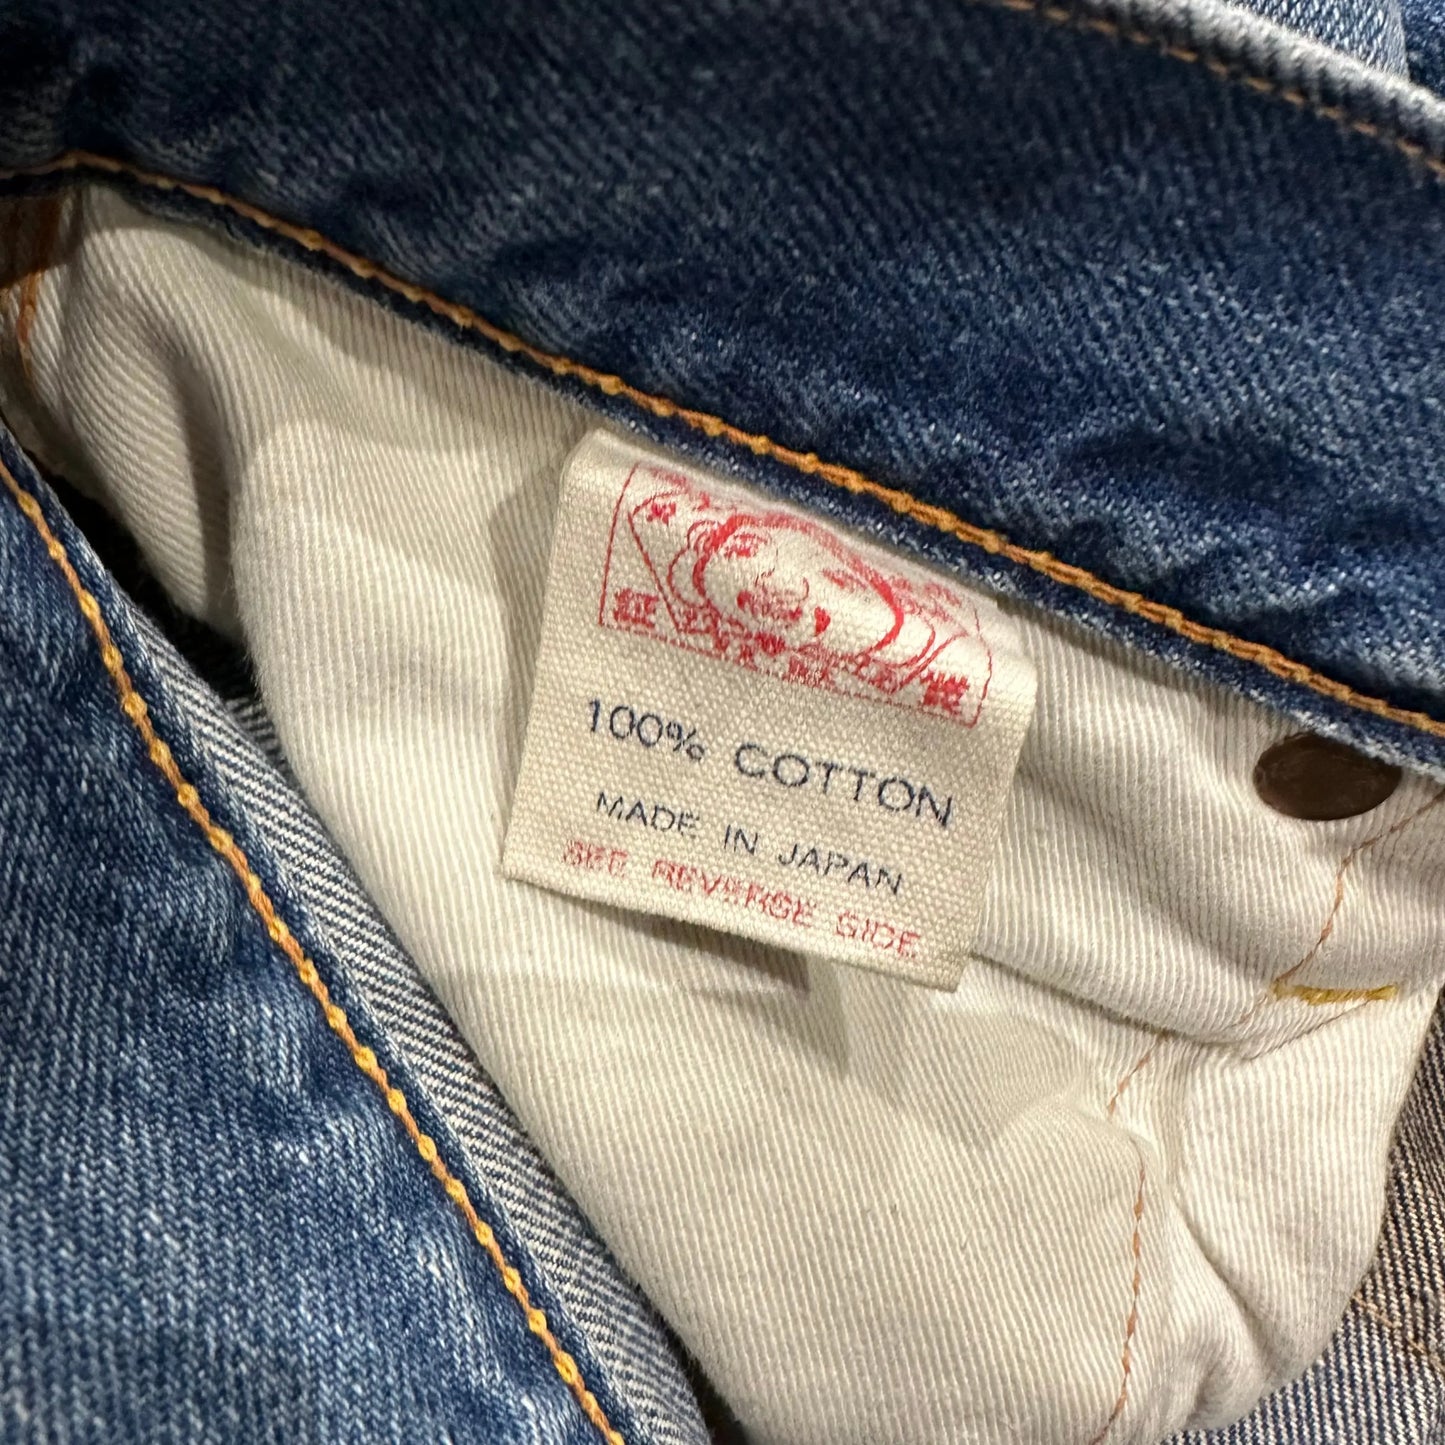 100% COTTON
MADE IN JAPAN
SEE REVERSE SIDE